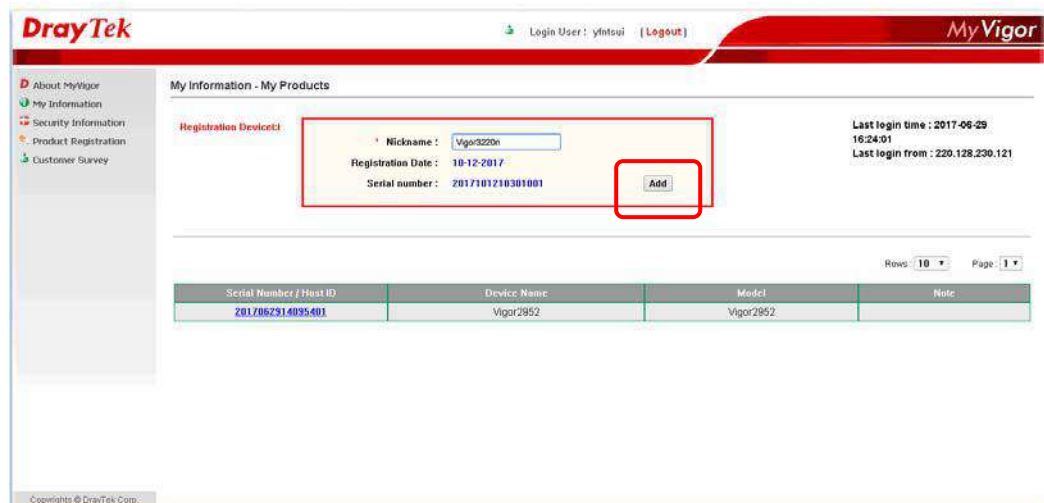 DrayTek
Login User : yfntsui (Logout)
MyVigor
About MyVigor
My Information
Security Information
Product Registration
Customer Survey
My Information - My Products
Registration Device(:l
* Nickname : Vigor3220n
Registration Date : 10-12-2017
Serial number : 2017101210301001
Add
Last login time : 2017-06-29
16:24:01
Last login from : 220.128.230.121
Rows : 10 Page : 1
Serial Number / Host ID Device Name Model Note
2017062914095401 Vigor2952 Vigor2952
Copyrights © DrayTek Corp.